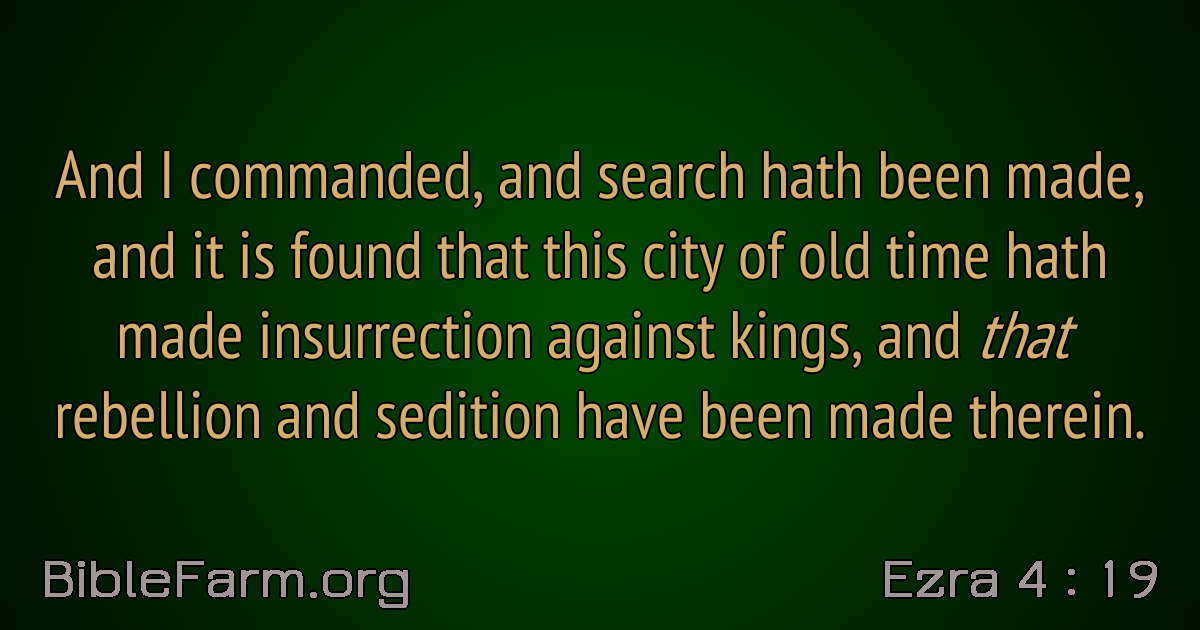 And I commanded, and search hath been made,
and it is found that this city of old time hath
made insurrection against kings, and that
rebellion and sedition have been made therein.
BibleFarm.org
Ezra 4 : 19